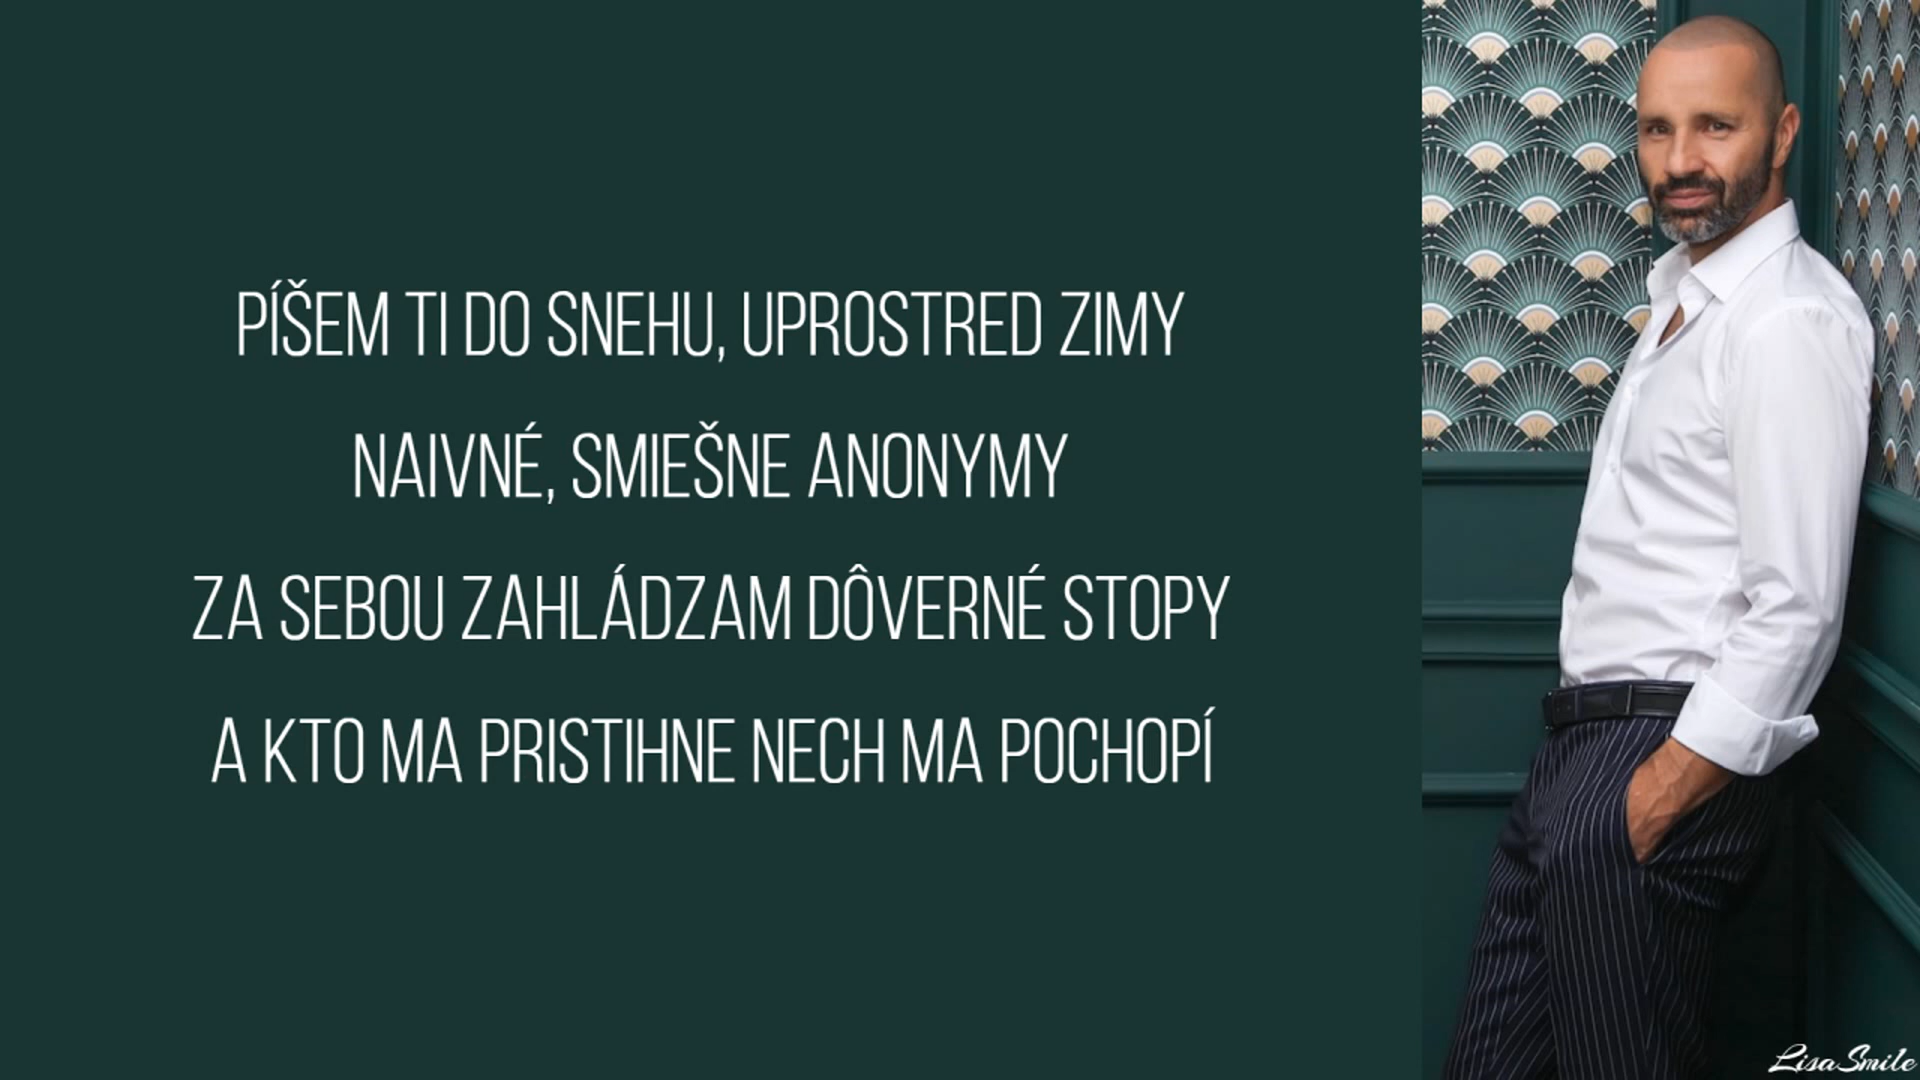 PÍŠEM TI DO SNEHU, UPROSTRED ZIMY
NAIVNÉ, SMIEŠNE ANONYMY
ZA SEBOU ZAHLÁDZAM DÔVERNÉ STOPY
A KTO MA PRISTIHNE NECH MA POCHOPÍ
LisaSmile